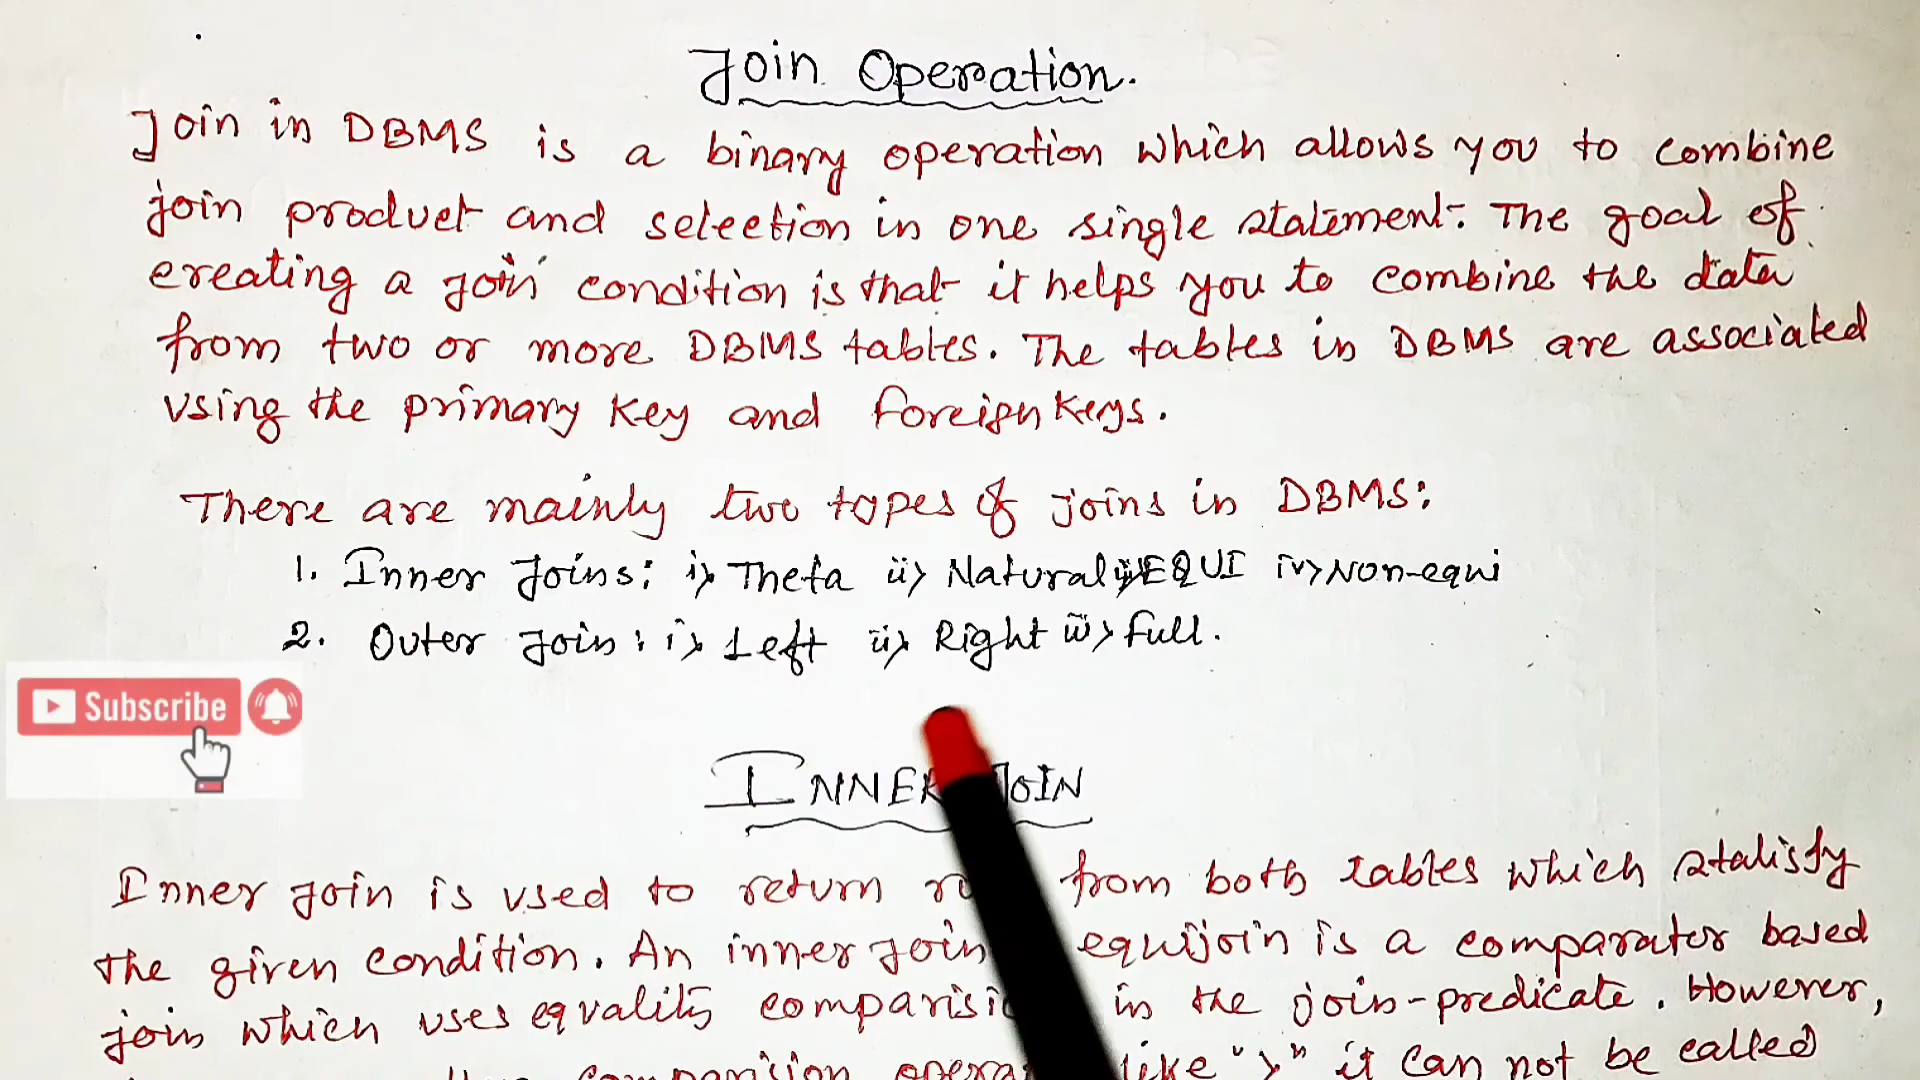 Join Operation.
Join in DBMS is a binary operation which allows you to combine
join product and selection in one single statement. The goal of
creating a join condition is that it helps you to combine the data
from two or more DBMS tables. The tables in DBMS are associated
using the primary key and foreign keys.
There are mainly two types of joins in DBMS:
1. Inner Joins: i> Theta ii> Natural iii> EQUI iv> Non-equi
2. Outer Join: i> Left ii> Right iii> Full.
Subscribe
INNER JOIN
Inner join is used to return from both tables which statisfy
the given condition. An inner join equijoin is a comparator based
join which uses equality in the join-predicate. However,
comparision like ">" it can not be called